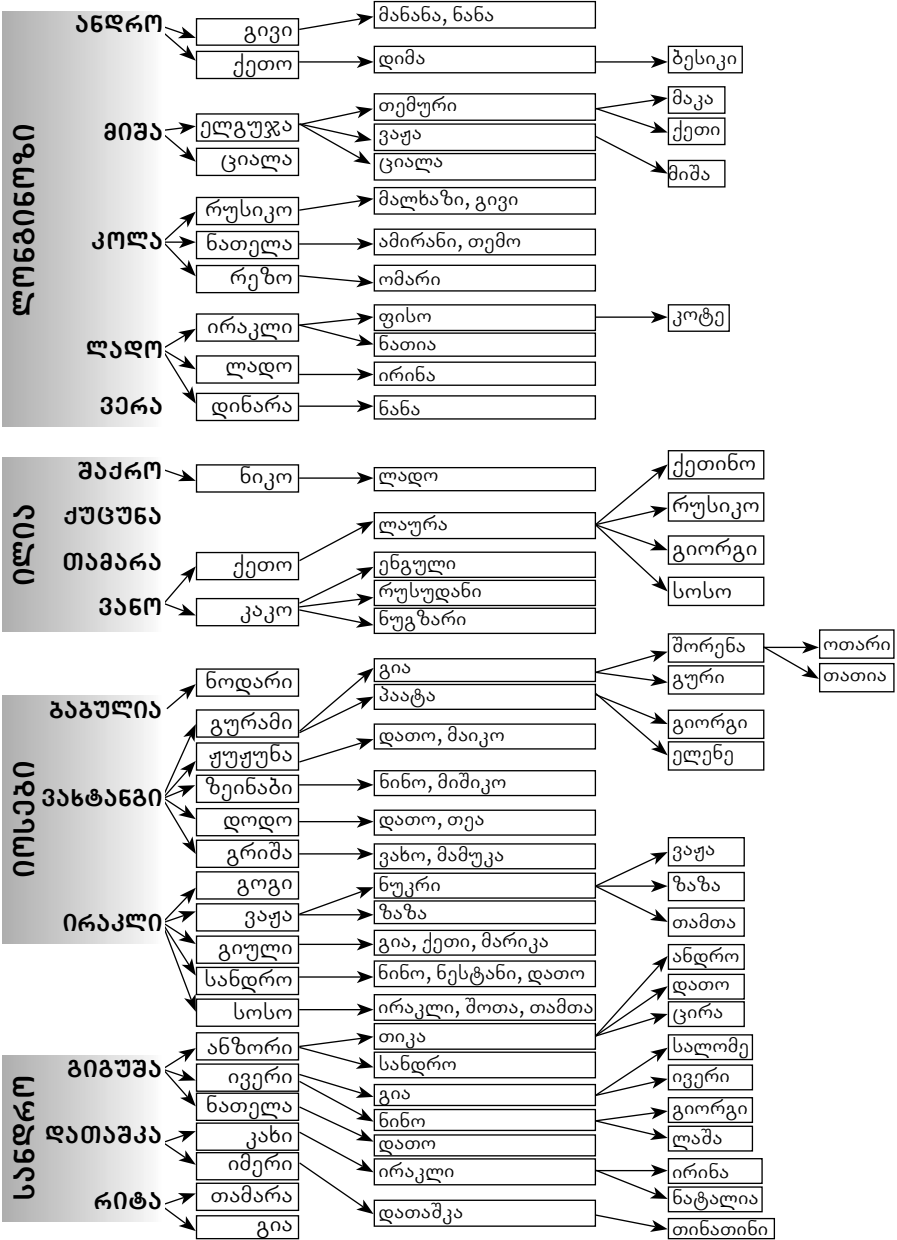 ლონგინოზი
ანდრო
გივი
მანანა, ნანა
ქეთო
დიმა
ბესიკი
მიშა
ელგუჯა
თემური
მაკა
ქეთი
ვაჟა
მიშა
ციალა
ციალა
კოლა
რუსიკო
მალხაზი, გივი
ნათელა
ამირანი, თემო
რეზო
ომარი
ლადო
ირაკლი
ფისო
კოტე
ნათია
ლადო
ირინა
დინარა
ნანა
ვერა
ილია
შაქრო
ნიკო
ლადო
ქუცუნა
თამარა
ვანო
ქეთო
ლაურა
ქეთინო
რუსიკო
გიორგი
სოსო
კაკო
ენგული
რუსუდანი
ნუგზარი
იოსები
ბაბულია
ნოდარი
ვახტანგი
გურამი
გია
შორენა
ოთარი
თათია
გური
პაატა
გიორგი
ელენე
ჟუჟუნა
დათო, მაიკო
ზეინაბი
ნინო, მიშიკო
დოდო
დათო, თეა
გრიშა
ვახო, მამუკა
ირაკლი
გოგი
ვაჟა
ნუკრი
ვაჟა
ზაზა
თამთა
ზაზა
გიული
გია, ქეთი, მარიკა
სანდრო
ნინო, ნესტანი, დათო
სოსო
ირაკლი, შოთა, თამთა
სანდრო
გიგუშა
ანზორი
თიკა
ანდრო
დათო
ცირა
სანდრო
ივერი
გია
სალომე
ივერი
ნინო
გიორგი
ლაშა
ნათელა
დათო
დათაშკა
კახი
ირაკლი
ირინა
ნატალია
იმერი
დათაშკა
თინათინი
რიტა
თამარა
გია